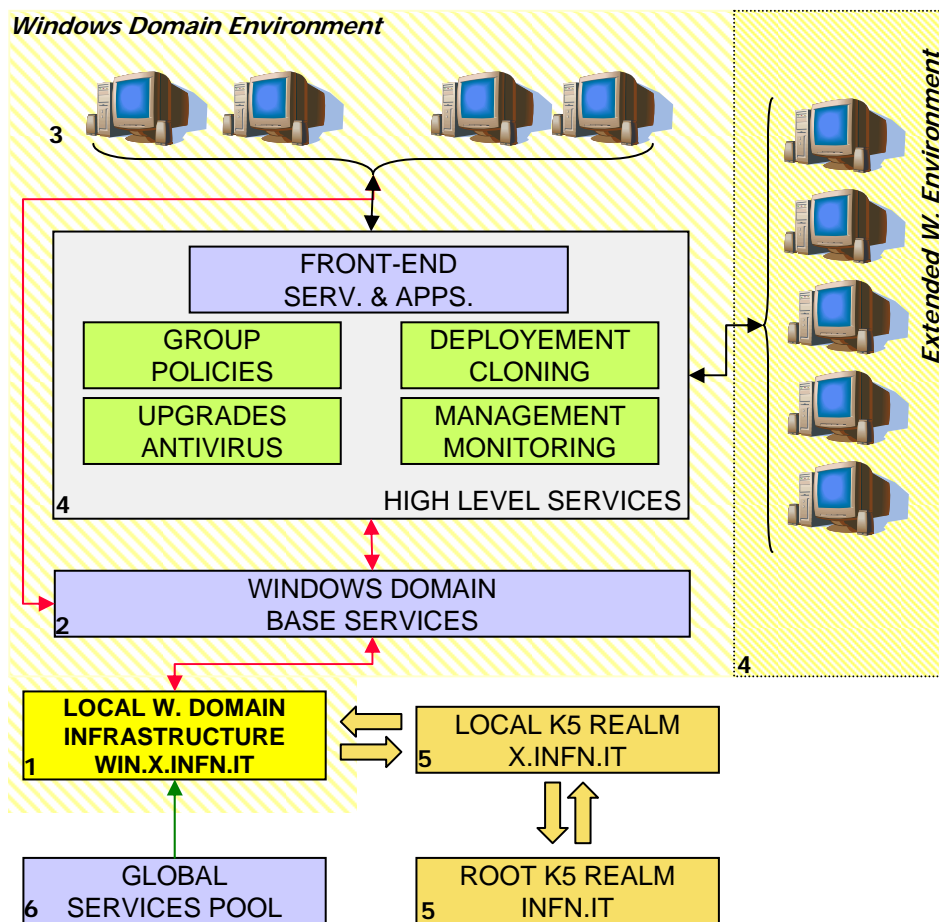 Windows Domain Environment
Extended W. Environment
3
FRONT-END
SERV. & APPS.
GROUP
POLICIES
DEPLOYEMENT
CLONING
UPGRADES
ANTIVIRUS
MANAGEMENT
MONITORING
4
HIGH LEVEL SERVICES
WINDOWS DOMAIN
BASE SERVICES
2
4
LOCAL W. DOMAIN
INFRASTRUCTURE
WIN.X.INFN.IT
1
LOCAL K5 REALM
X.INFN.IT
5
GLOBAL
SERVICES POOL
6
ROOT K5 REALM
INFN.IT
5